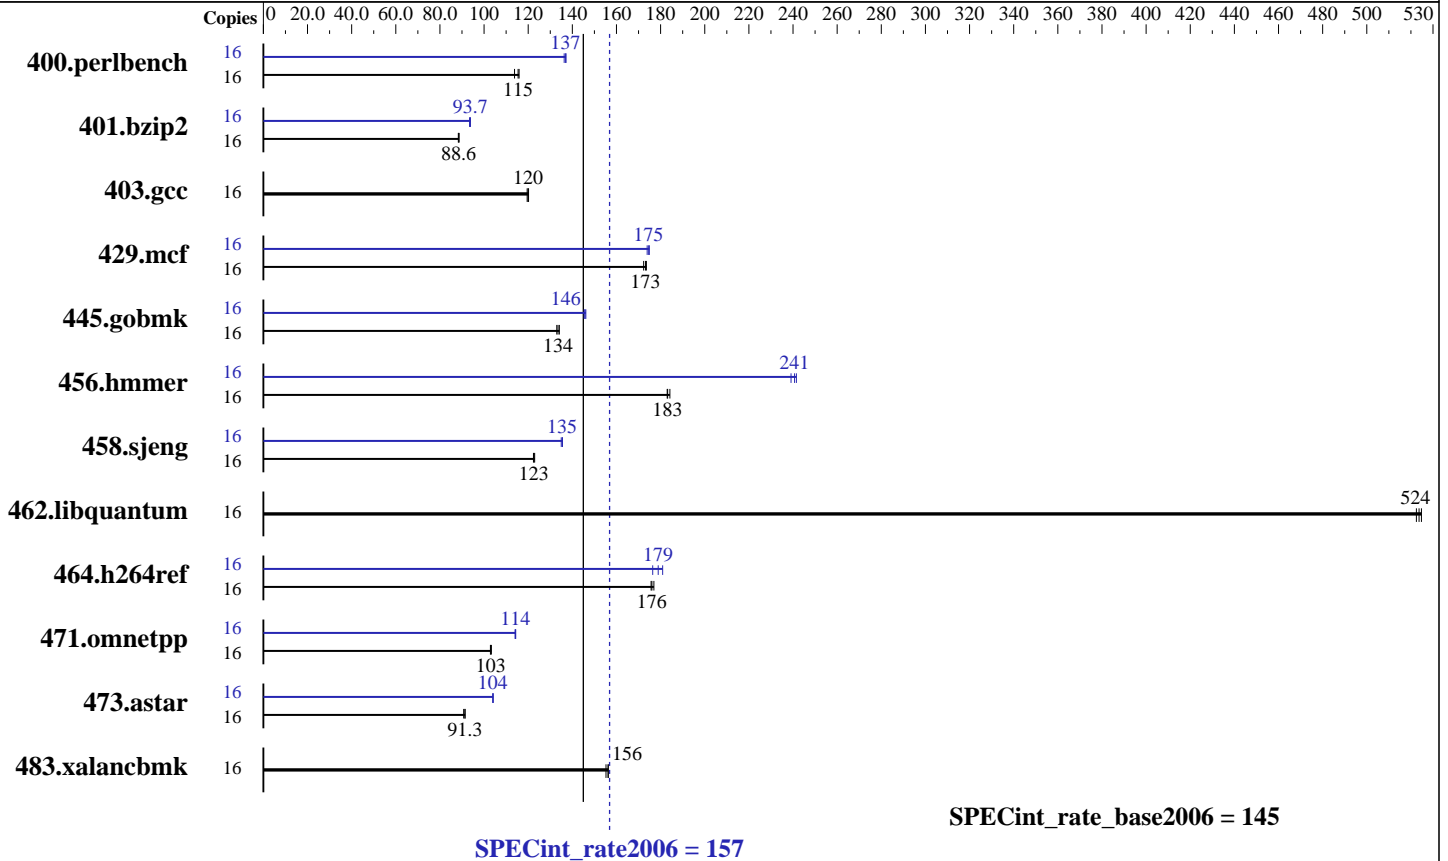 Copies 0 20.0 40.0 60.0 80.0 100 120 140 160 180 200 220 240 260 280 300 320 340 360 380 400 420 440 460 480 500 530
400.perlbench 16 137
16 115
401.bzip2 16 93.7
16 88.6
403.gcc 16 120
429.mcf 16 175
16 173
445.gobmk 16 146
16 134
456.hmmer 16 241
16 183
458.sjeng 16 135
16 123
462.libquantum 16 524
464.h264ref 16 179
16 176
471.omnetpp 16 114
16 103
473.astar 16 104
16 91.3
483.xalancbmk 16 156
SPECint_rate_base2006 = 145
SPECint_rate2006 = 157